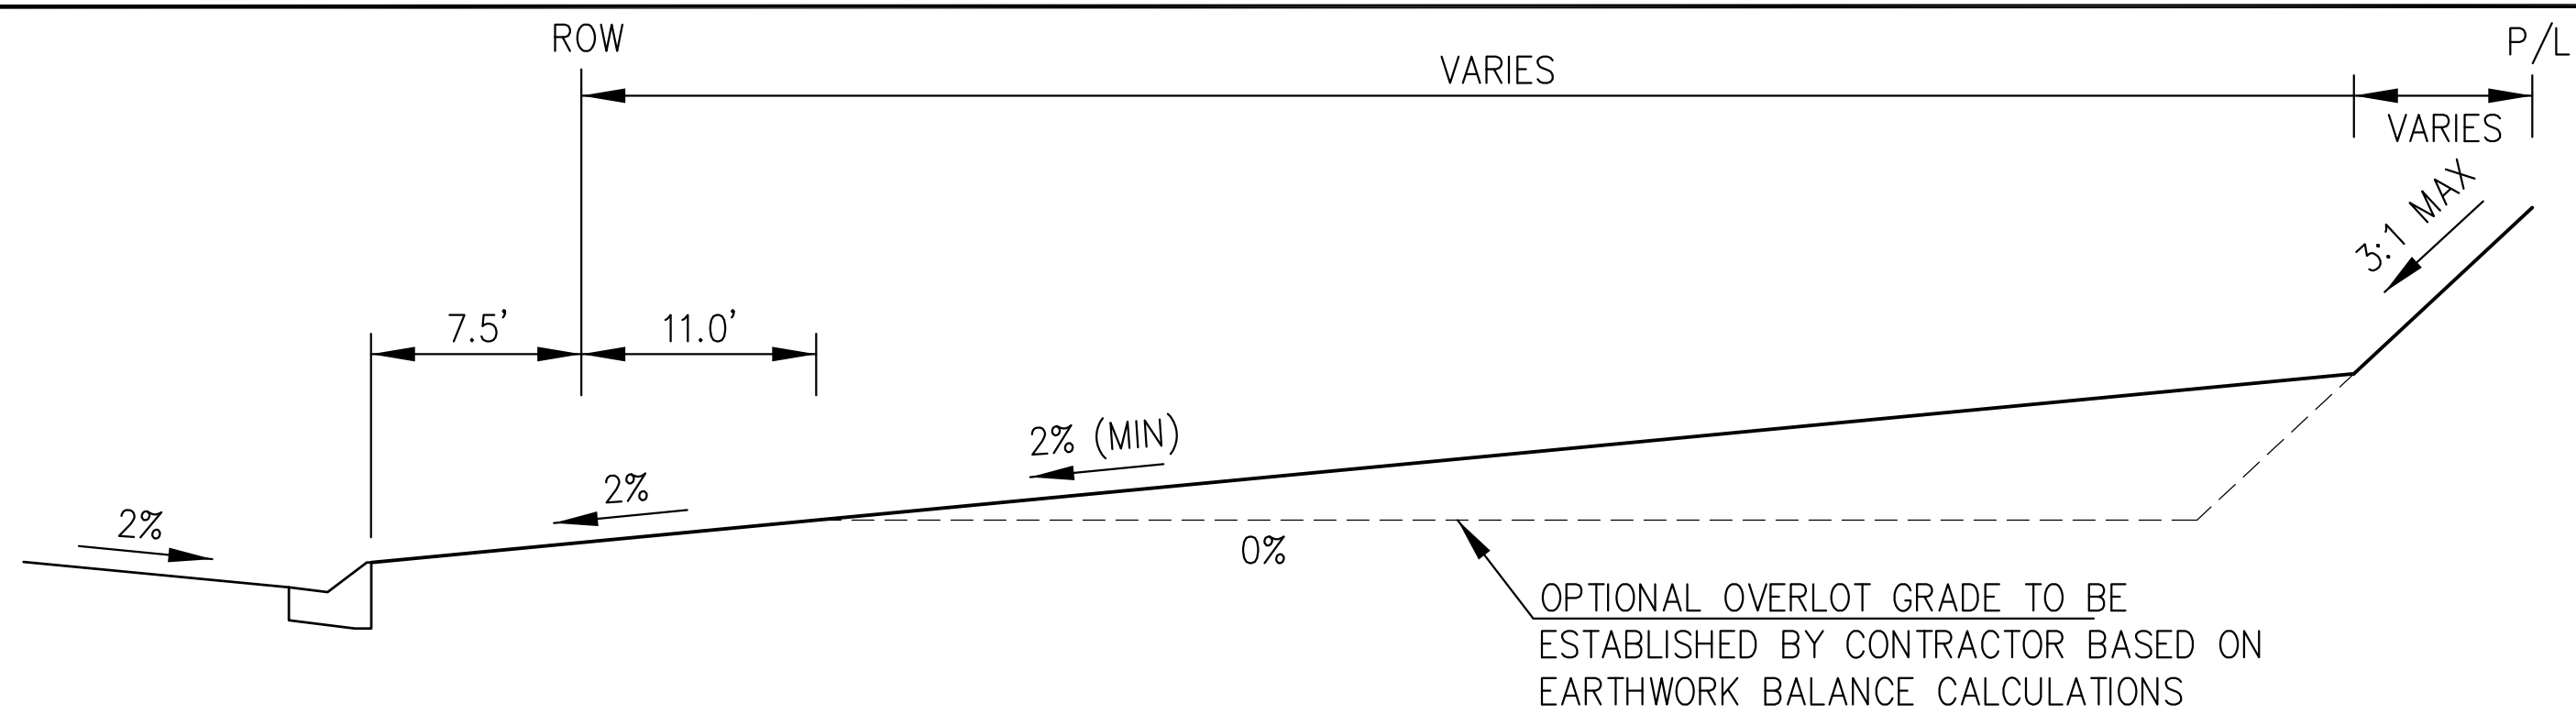 ROW
P/L
VARIES
VARIES
3:1 MAX
7.5'
11.0'
2% (MIN)
2%
2%
0%
OPTIONAL OVERLOT GRADE TO BE
ESTABLISHED BY CONTRACTOR BASED ON
EARTHWORK BALANCE CALCULATIONS